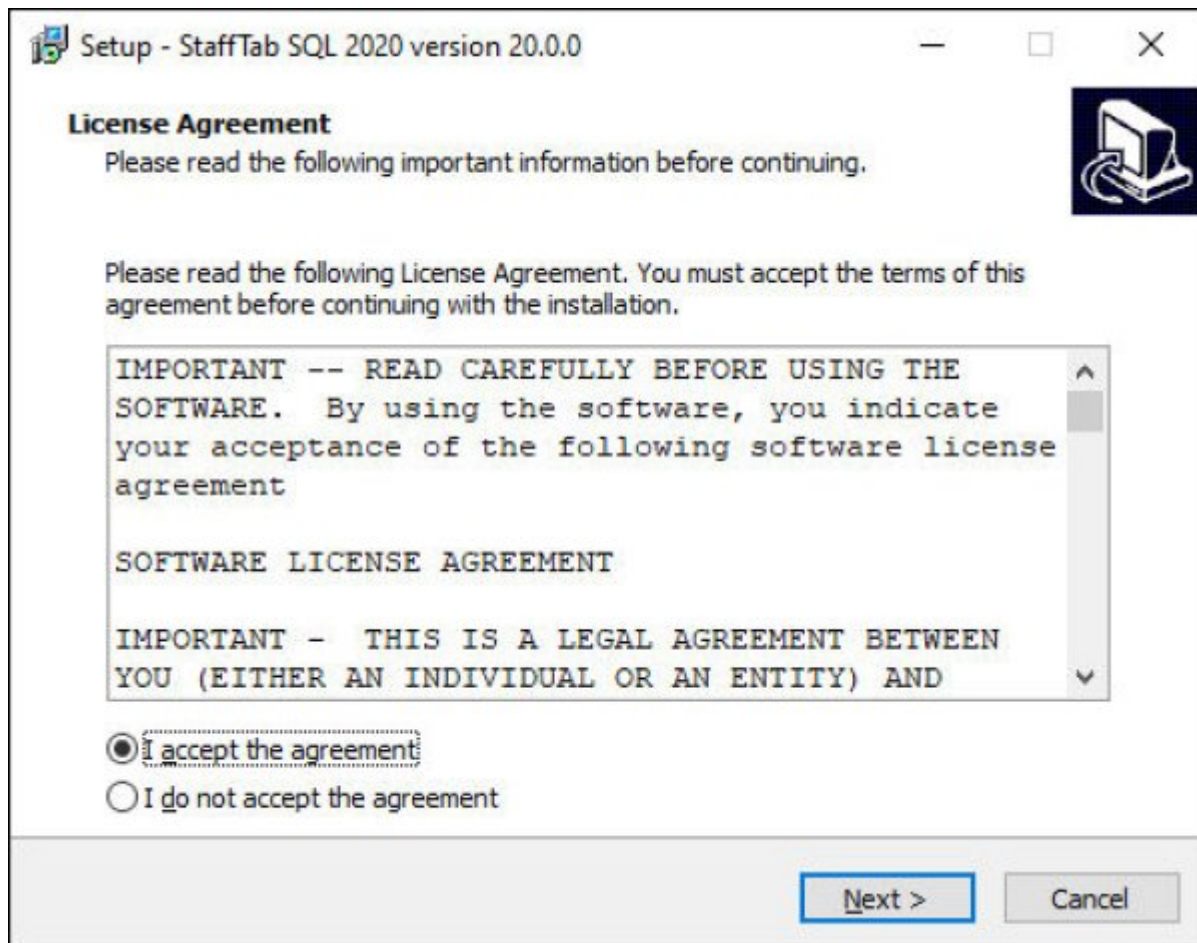 Setup - StaffTab SQL 2020 version 20.0.0
License Agreement
Please read the following important information before continuing.
Please read the following License Agreement. You must accept the terms of this
agreement before continuing with the installation.
IMPORTANT -- READ CAREFULLY BEFORE USING THE
SOFTWARE.  By using the software, you indicate
your acceptance of the following software license
agreement
SOFTWARE LICENSE AGREEMENT
IMPORTANT -  THIS IS A LEGAL AGREEMENT BETWEEN
YOU (EITHER AN INDIVIDUAL OR AN ENTITY) AND
I accept the agreement
I do not accept the agreement
Next >
Cancel